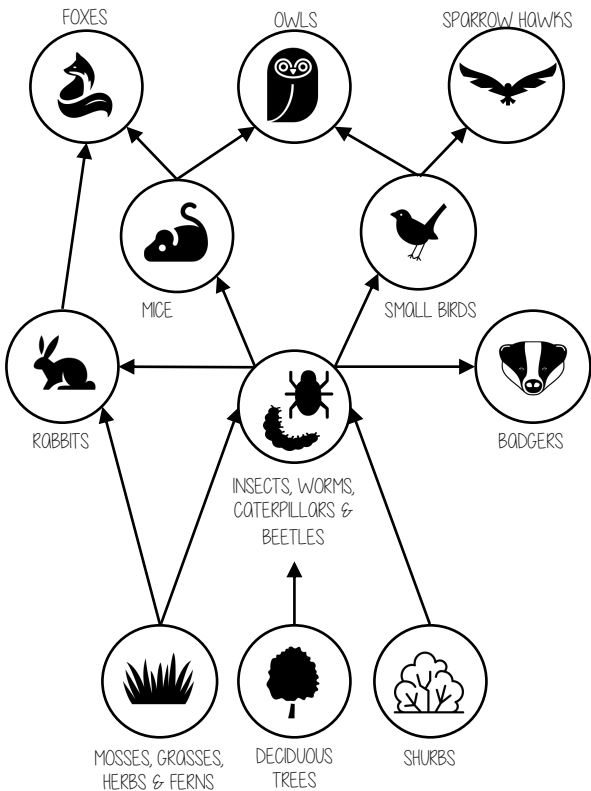 FOXES
OWLS
SPARROW HAWKS
MICE
SMALL BIRDS
RABBITS
BADGERS
INSECTS, WORMS,
CATERPILLARS &
BEETLES
MOSSES, GRASSES,
HERBS & FERNS
DECIDUOUS
TREES
SHURBS